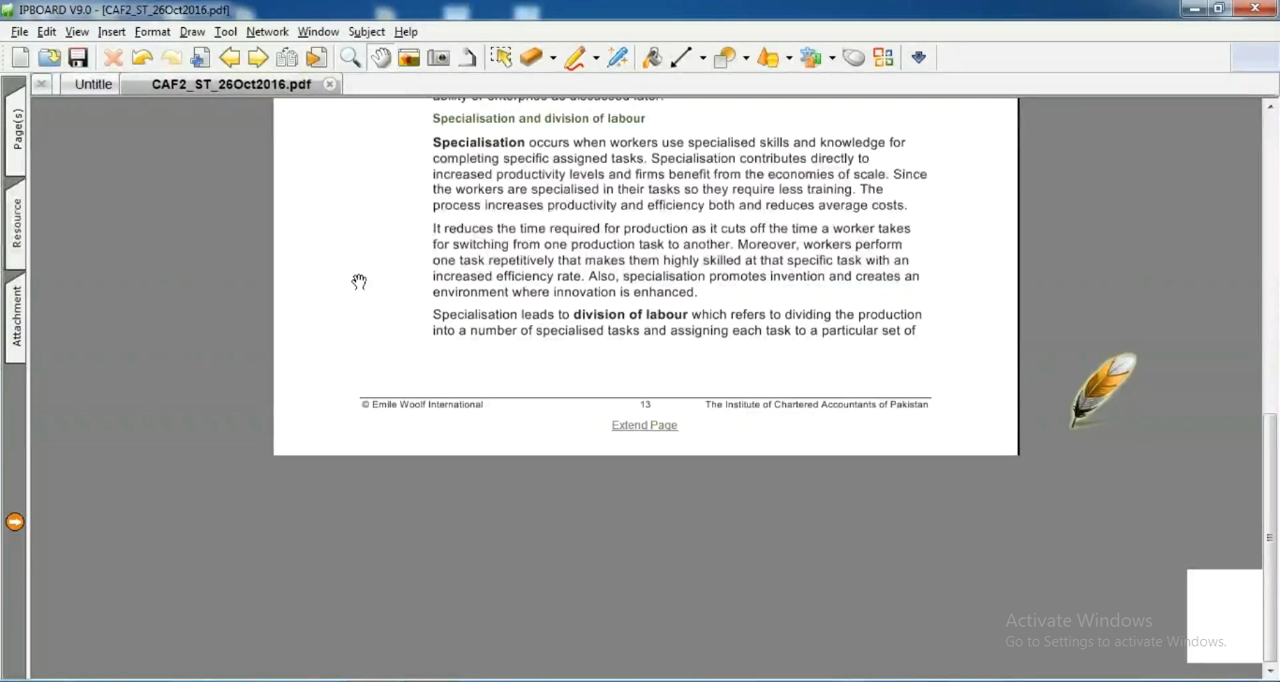 IPBOARD V9.0 - [CAF2_ST_26Oct2016.pdf]
File Edit View Insert Format Draw Tool Network Window Subject Help
Untitle CAF2_ST_26Oct2016.pdf
Page(s)
Resource
Attachment
ability of enterprise as discussed later.
Specialisation and division of labour
Specialisation occurs when workers use specialised skills and knowledge for
completing specific assigned tasks. Specialisation contributes directly to
increased productivity levels and firms benefit from the economies of scale. Since
the workers are specialised in their tasks so they require less training. The
process increases productivity and efficiency both and reduces average costs.
It reduces the time required for production as it cuts off the time a worker takes
for switching from one production task to another. Moreover, workers perform
one task repetitively that makes them highly skilled at that specific task with an
increased efficiency rate. Also, specialisation promotes invention and creates an
environment where innovation is enhanced.
Specialisation leads to division of labour which refers to dividing the production
into a number of specialised tasks and assigning each task to a particular set of
© Emile Woolf International 13 The Institute of Chartered Accountants of Pakistan
Extend Page
Activate Windows
Go to Settings to activate Windows.